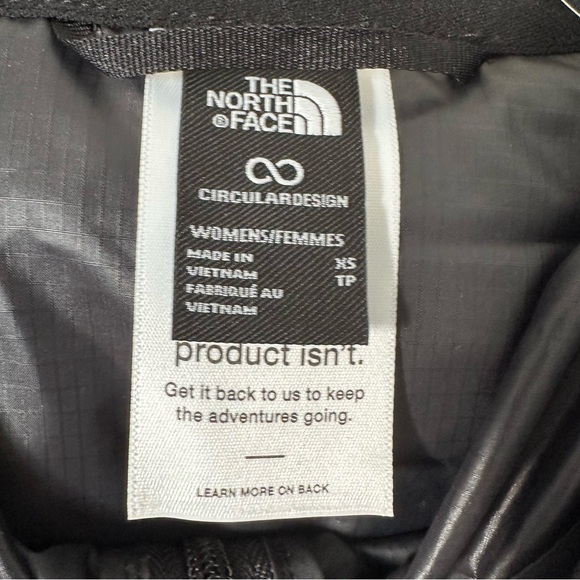 THE
NORTH
FACE
CIRCULARDESIGN
WOMENS/FEMMES
MADE IN XS
VIETNAM TP
FABRIQUÉ AU
VIETNAM
product isn't.
Get it back to us to keep
the adventures going.
LEARN MORE ON BACK